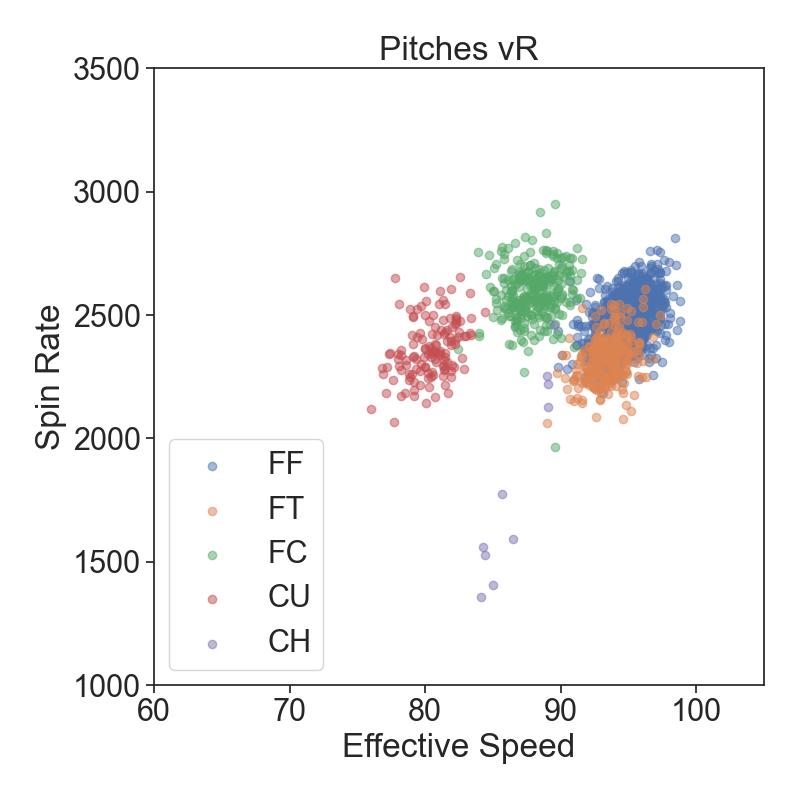 Pitches vR
3500
3000
2500
2000
1500
1000
Spin Rate
FF
FT
FC
CU
CH
60 70 80 90 100
Effective Speed